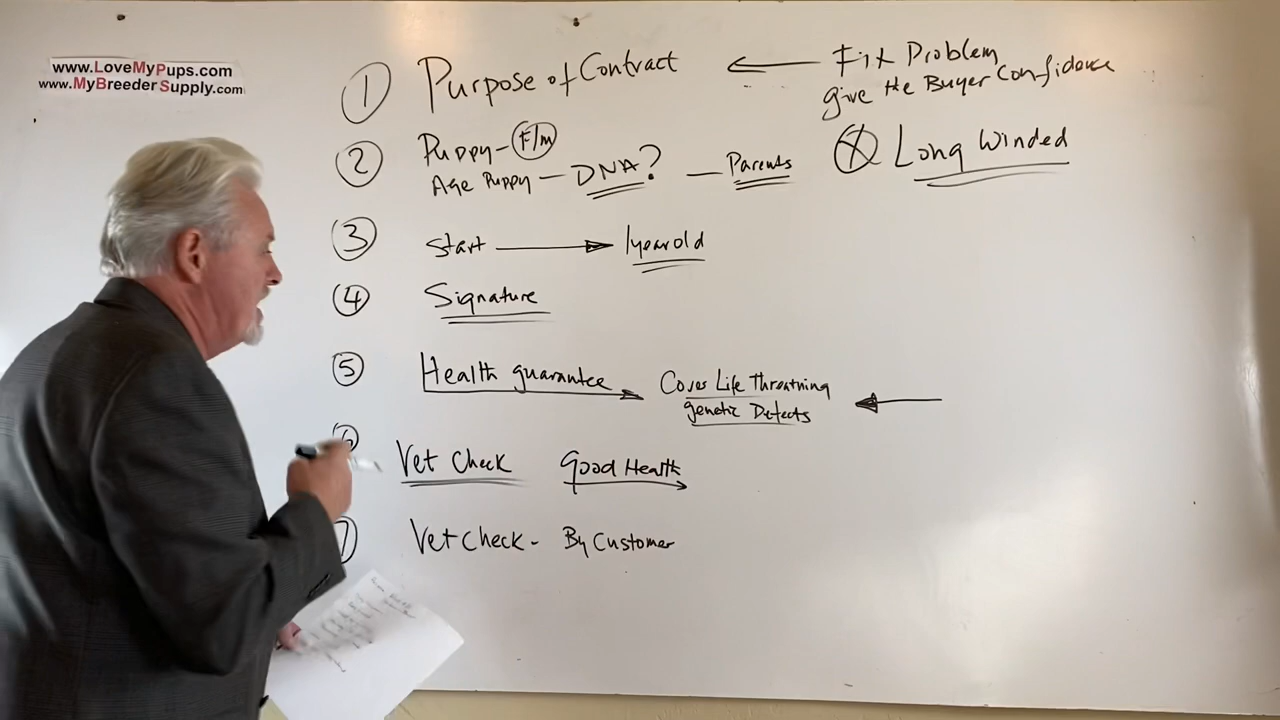 www.LoveMyPups.com
www.MyBreederSupply.com
1 Purpose of Contract ← Fix Problem
give the Buyer Confidence
2 Puppy - F/m
Age Puppy - DNA? - Parents
X Long Winded
3 start → 1 year old
4 Signature
5 Health guarantee → Covers Life Threatning
genetic Defects ←
6 Vet Check Good Health
7 Vet Check - By Customer